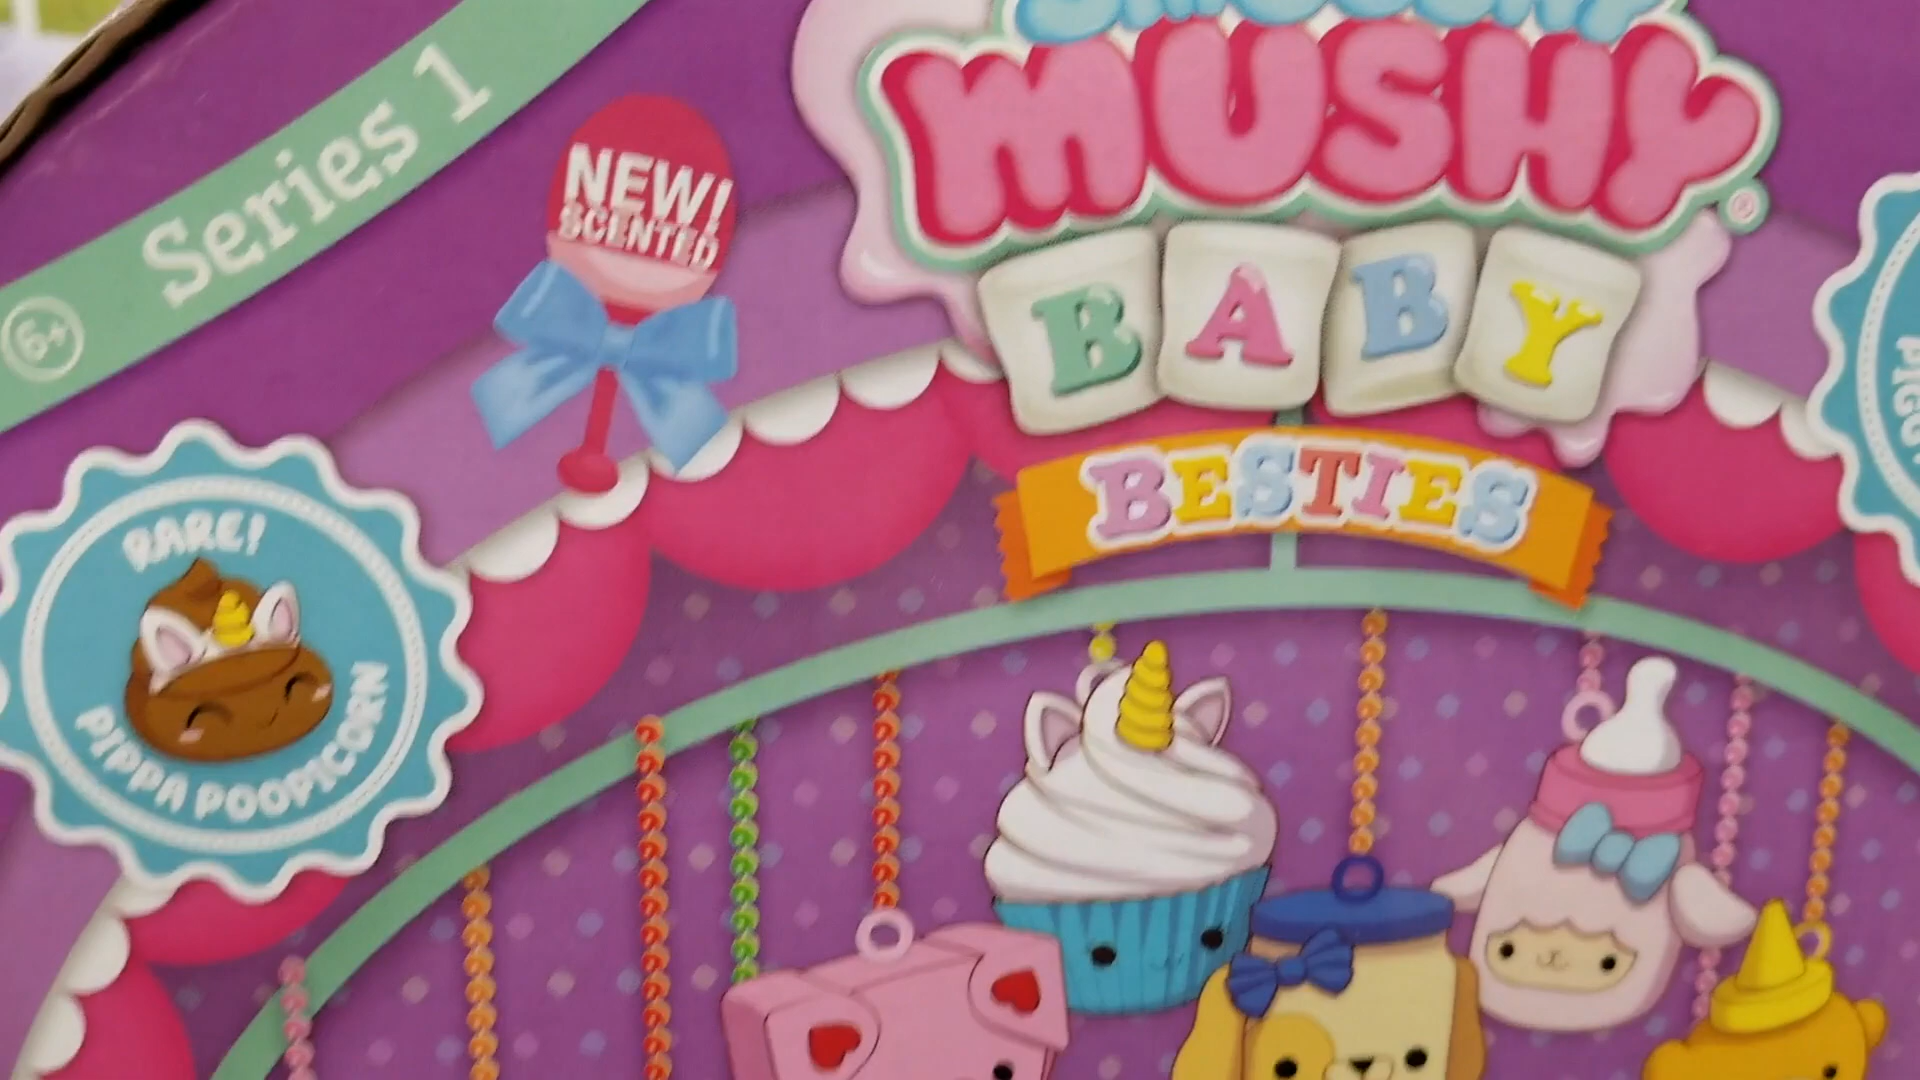 Series 1
6+
NEW!
SCENTED
MUSHY
BABY
BESTIES
RARE!
PIPPA POOPICORN